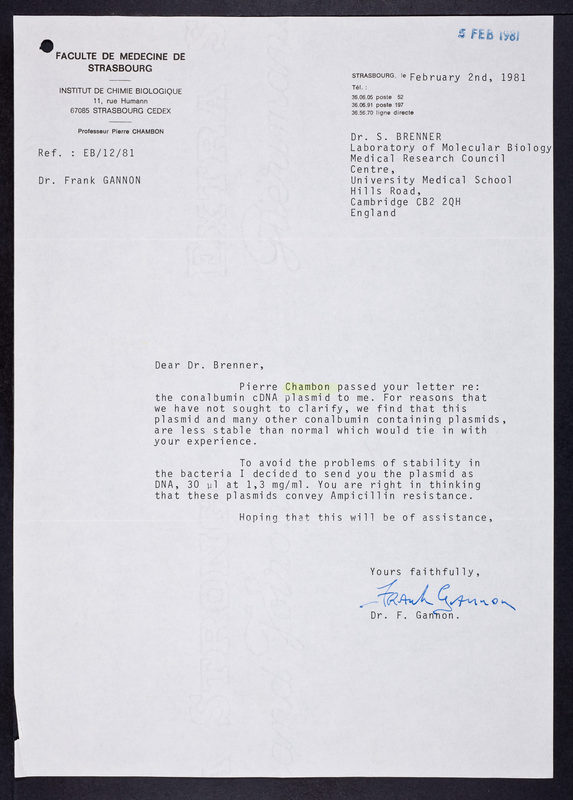 5 FEB 1981
FACULTE DE MEDECINE DE
STRASBOURG
INSTITUT DE CHIMIE BIOLOGIQUE
11, rue Humann
67085 STRASBOURG CEDEX
Professeur Pierre CHAMBON
Ref. : EB/12/81
Dr. Frank GANNON
STRASBOURG, le February 2nd, 1981
Tél. :
36.06.05 poste 52
36.06.91 poste 197
36.56.70 ligne directe
Dr. S. BRENNER
Laboratory of Molecular Biology
Medical Research Council
Centre,
University Medical School
Hills Road,
Cambridge CB2 2QH
England
Dear Dr. Brenner,
Pierre Chambon passed your letter re:
the conalbumin cDNA plasmid to me. For reasons that
we have not sought to clarify, we find that this
plasmid and many other conalbumin containing plasmids,
are less stable than normal which would tie in with
your experience.
To avoid the problems of stability in
the bacteria I decided to send you the plasmid as
DNA, 30 µl at 1,3 mg/ml. You are right in thinking
that these plasmids convey Ampicillin resistance.
Hoping that this will be of assistance,
Yours faithfully,
Frank Gannon
Dr. F. Gannon.